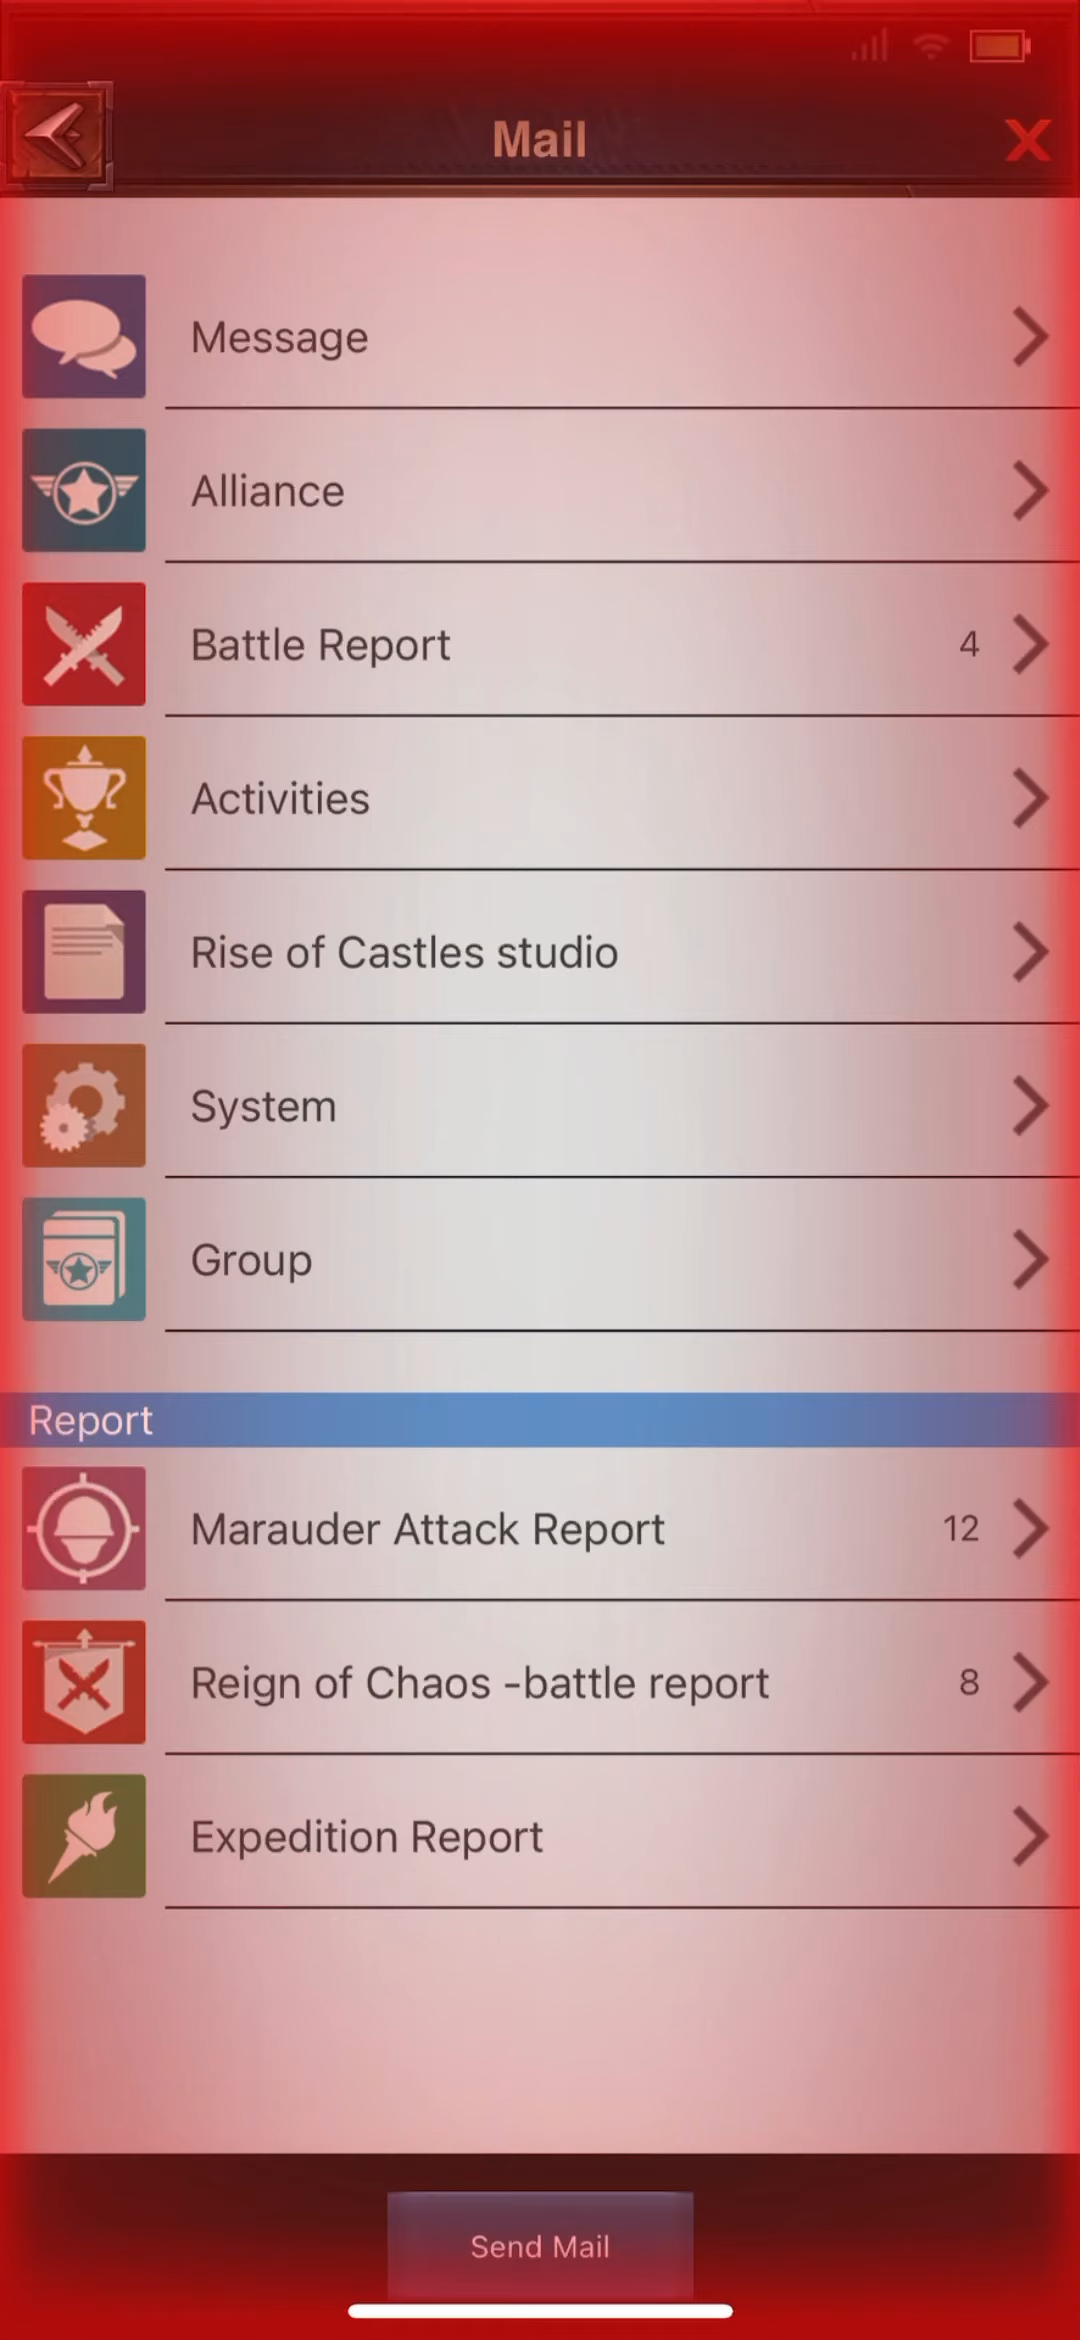 Mail
Message
Alliance
Battle Report 4
Activities
Rise of Castles studio
System
Group
Report
Marauder Attack Report 12
Reign of Chaos -battle report 8
Expedition Report
Send Mail